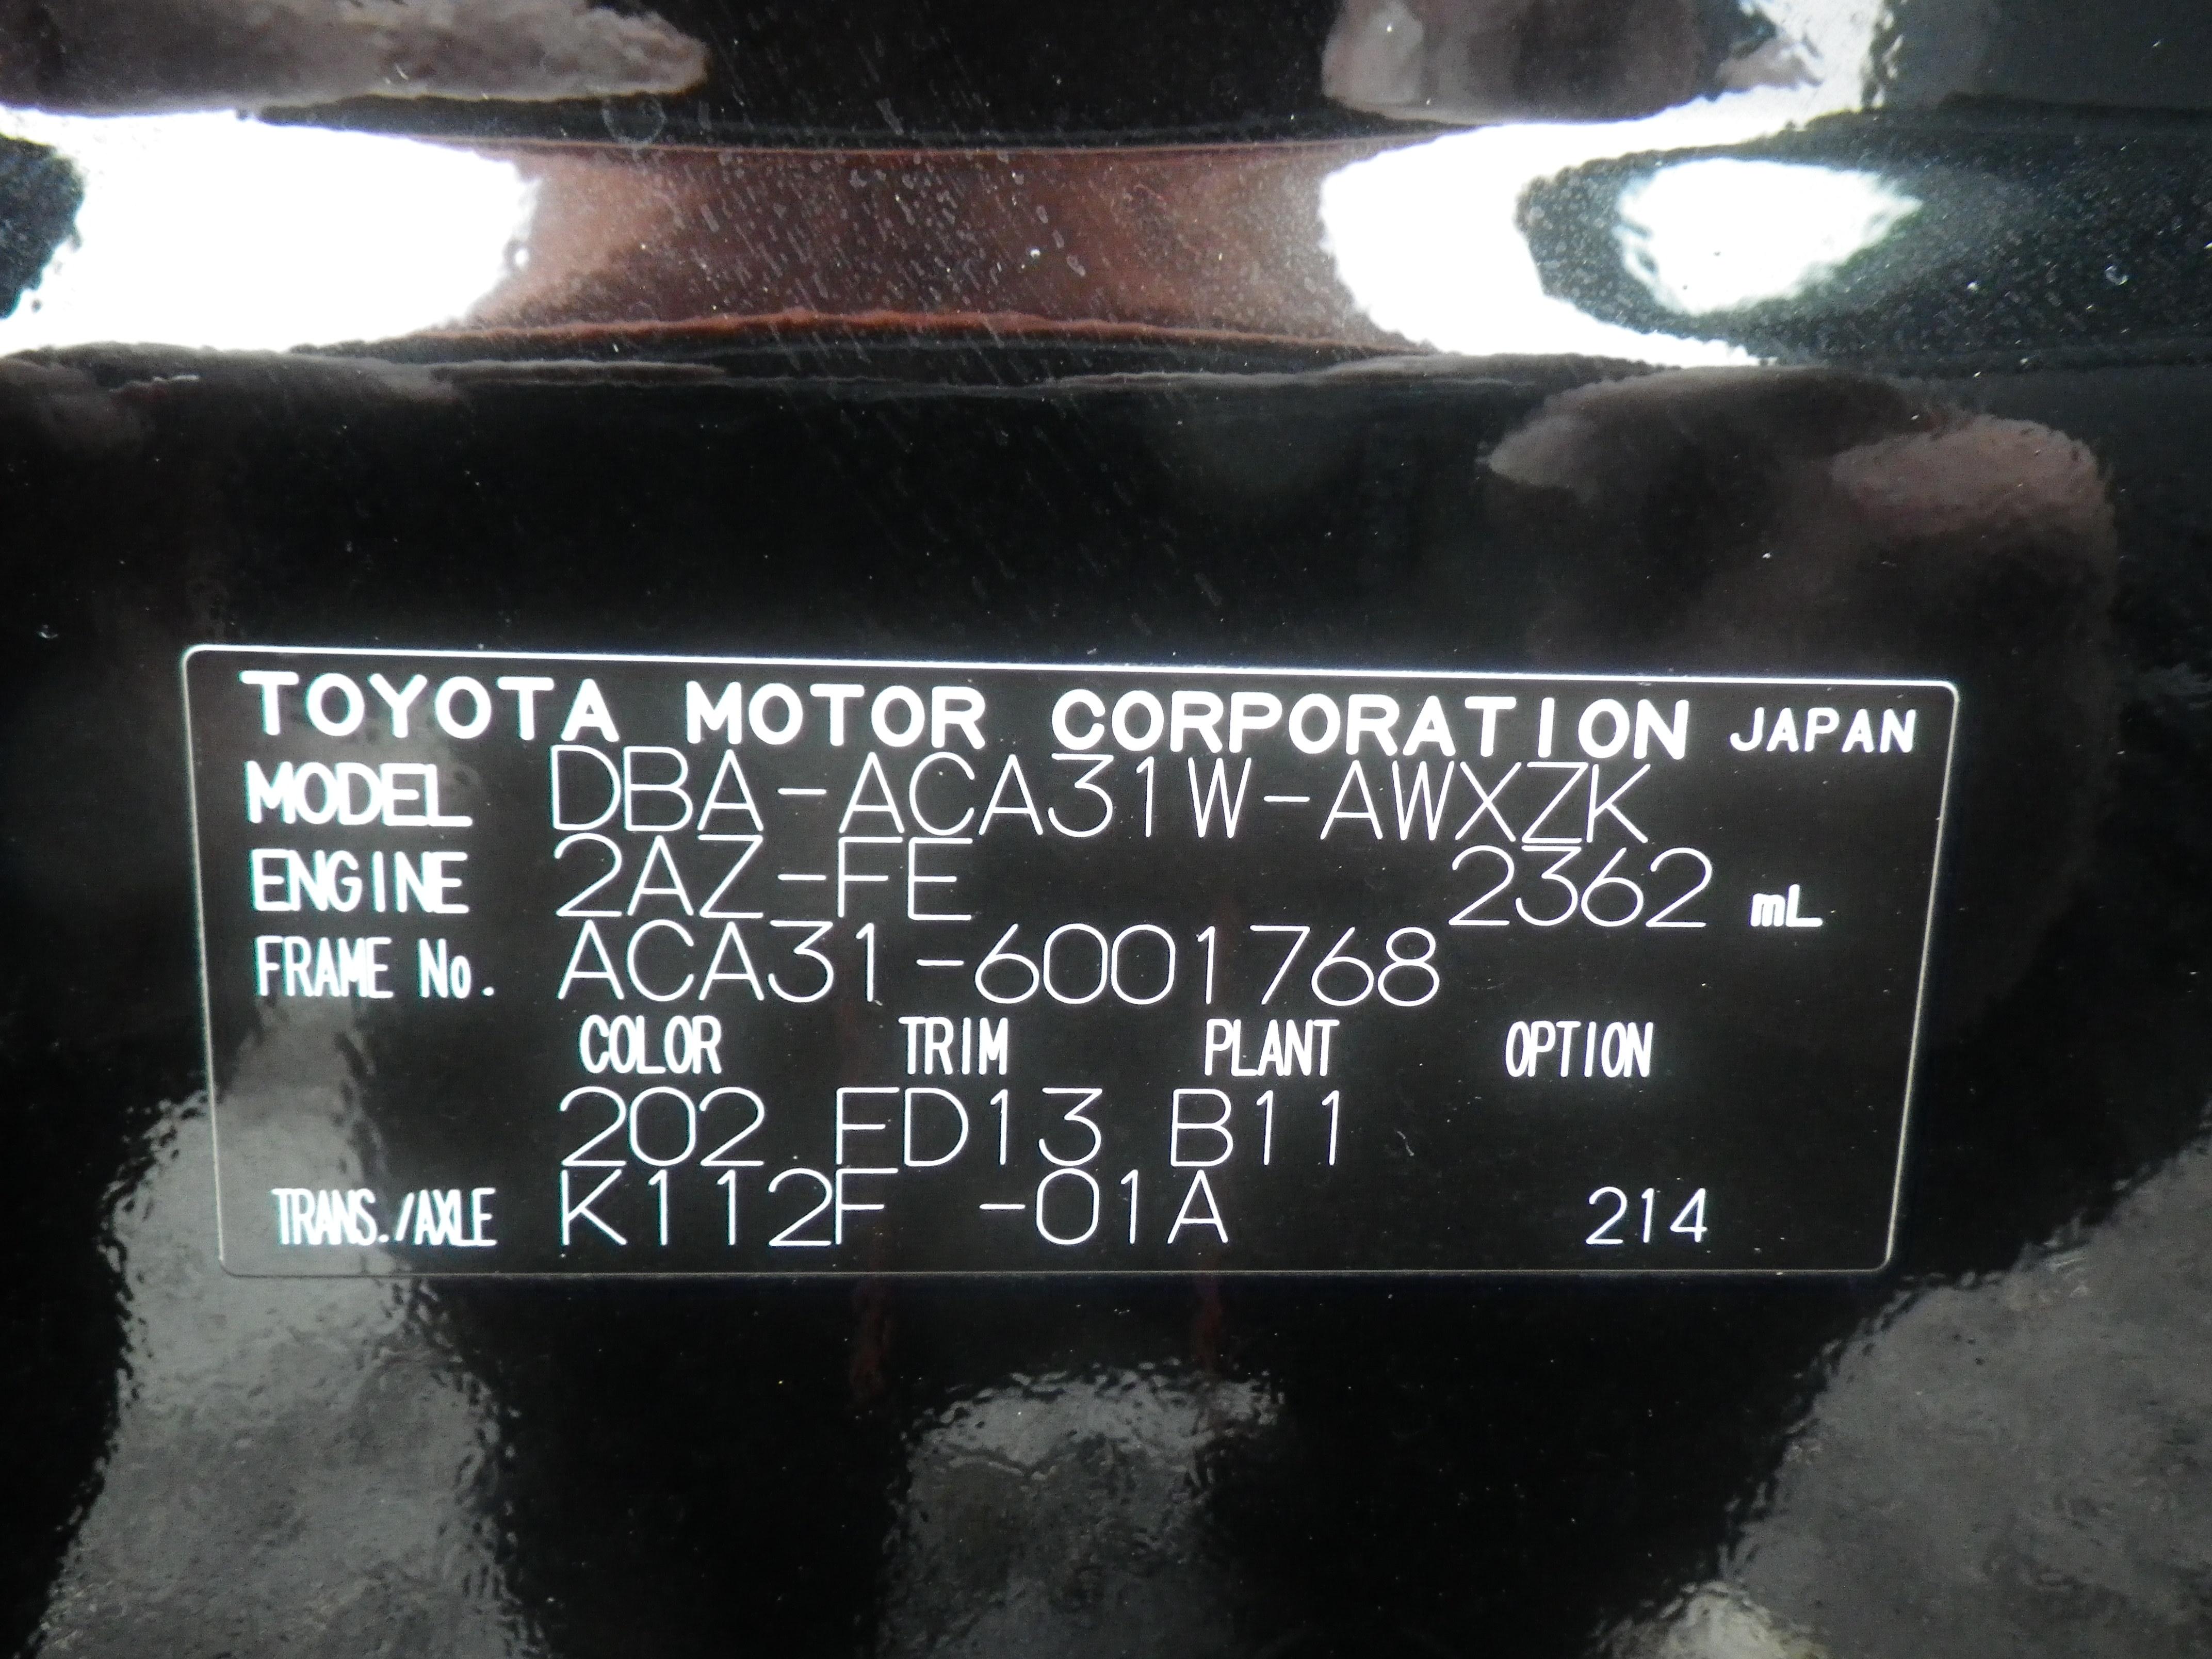 TOYOTA MOTOR CORPORATION JAPAN
MODEL DBA-ACA31W-AWXZK
ENGINE 2AZ-FE 2362 mL
FRAME No. ACA31-6001768
COLOR TRIM PLANT OPTION
202 FD13 B11
TRANS./AXLE K112F -01A 214